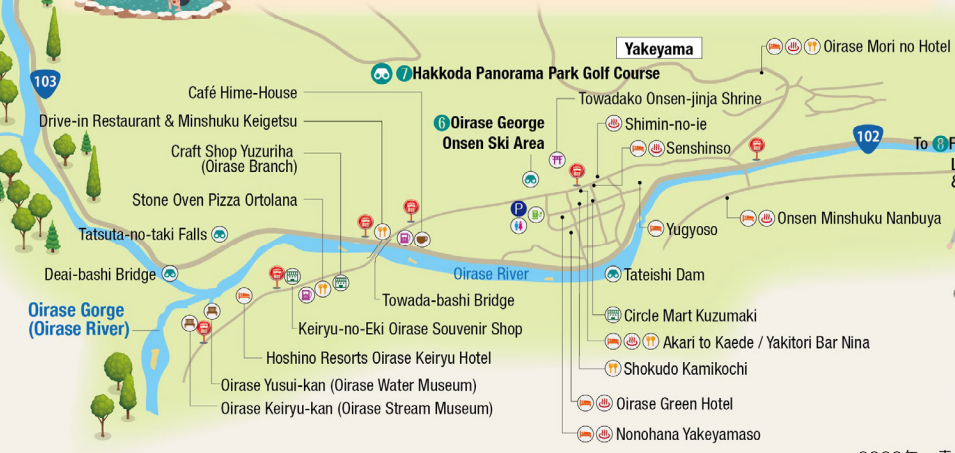 Yakeyama
Oirase Mori no Hotel
103
7 Hakkoda Panorama Park Golf Course
Café Hime-House
Towadako Onsen-jinja Shrine
Drive-in Restaurant & Minshuku Keigetsu
6 Oirase George
Onsen Ski Area
Shimin-no-ie
Craft Shop Yuzuriha
(Oirase Branch)
Senshinso
102
To 8 F
L
&
Stone Oven Pizza Ortolana
P
Onsen Minshuku Nanbuya
Tatsuta-no-taki Falls
Yugyoso
Deai-bashi Bridge
Oirase River
Tateishi Dam
Towada-bashi Bridge
Oirase Gorge
(Oirase River)
Circle Mart Kuzumaki
Keiryu-no-Eki Oirase Souvenir Shop
Akari to Kaede / Yakitori Bar Nina
Hoshino Resorts Oirase Keiryu Hotel
Shokudo Kamikochi
Oirase Yusui-kan (Oirase Water Museum)
Oirase Keiryu-kan (Oirase Stream Museum)
Oirase Green Hotel
Nonohana Yakeyamaso